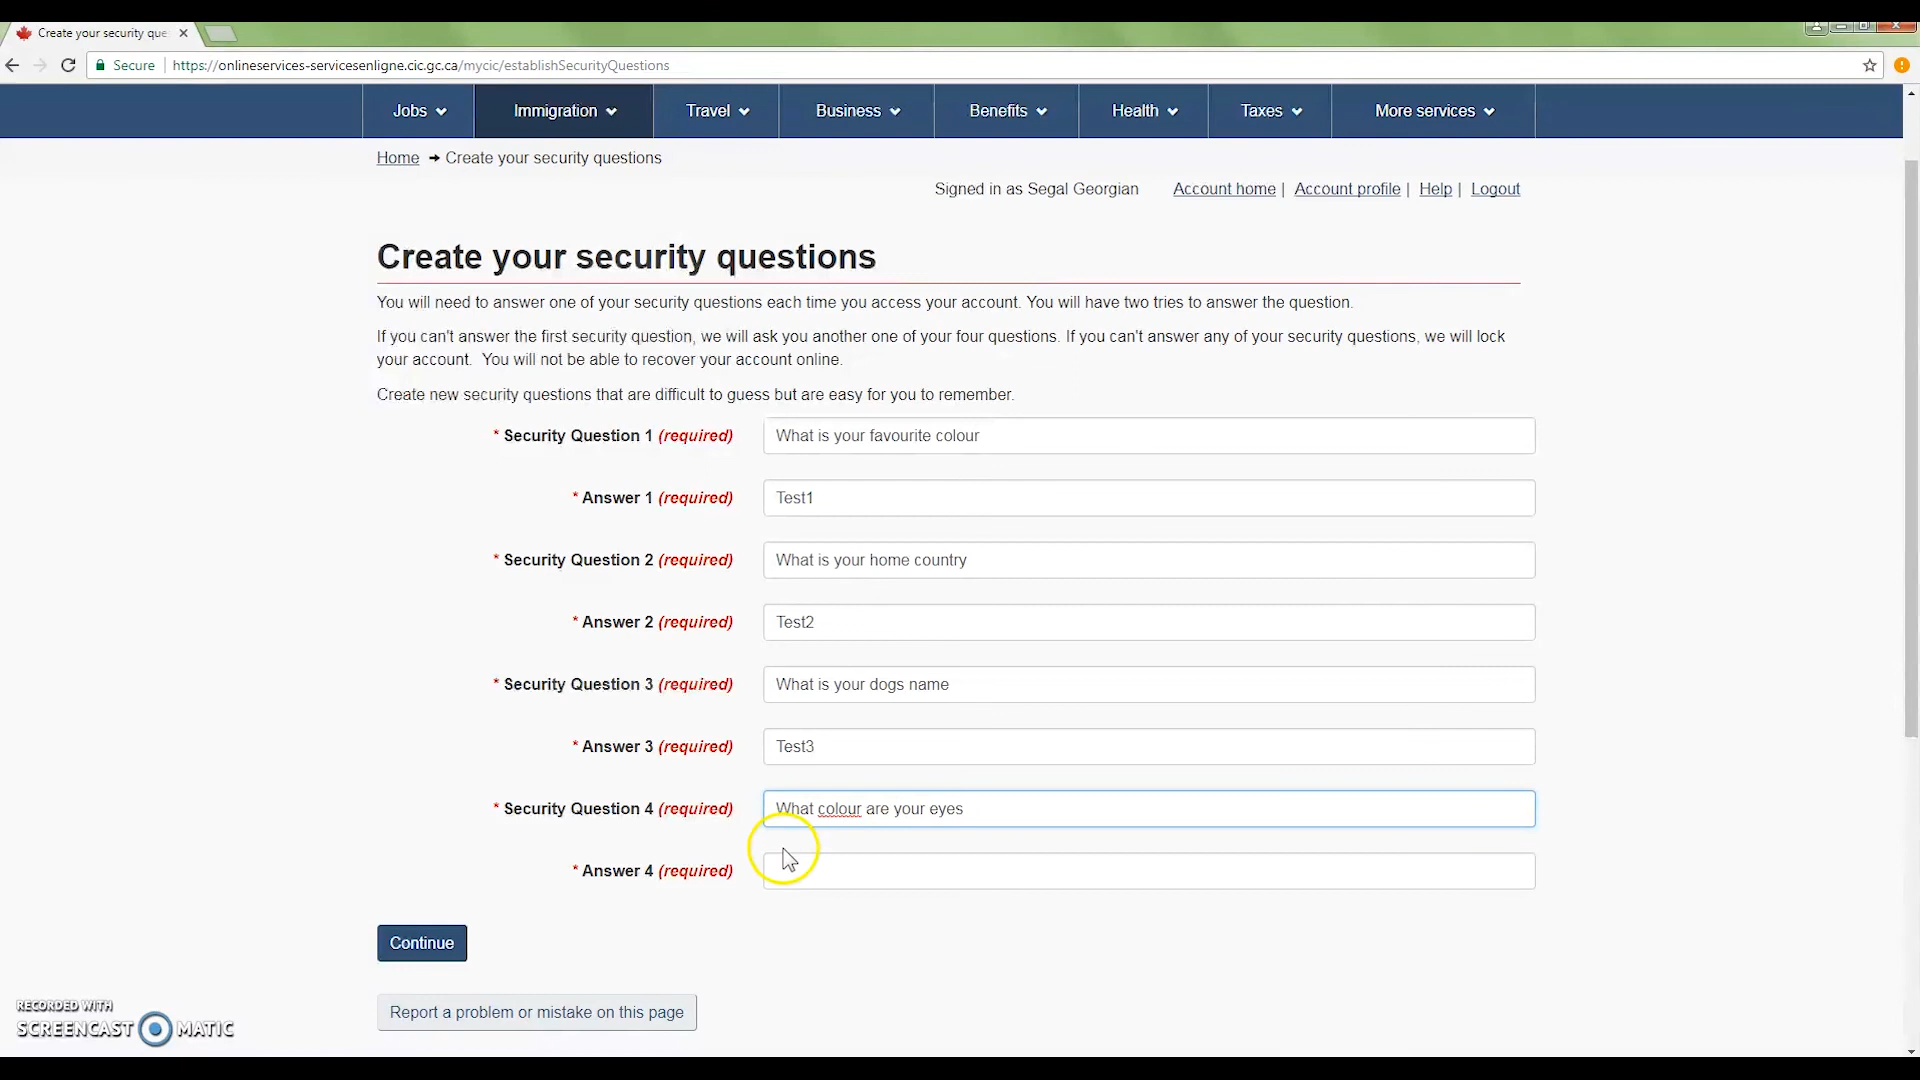 Create your security que
Secure
https://onlineservices-servicesenligne.cic.gc.ca/mycic/establishSecurityQuestions
Jobs
Immigration
Travel
Business
Benefits
Health
Taxes
More services
Home → Create your security questions
Signed in as Segal Georgian Account home | Account profile | Help | Logout
Create your security questions
You will need to answer one of your security questions each time you access your account. You will have two tries to answer the question.
If you can't answer the first security question, we will ask you another one of your four questions. If you can't answer any of your security questions, we will lock
your account. You will not be able to recover your account online.
Create new security questions that are difficult to guess but are easy for you to remember.
* Security Question 1 (required) What is your favourite colour
* Answer 1 (required) Test1
* Security Question 2 (required) What is your home country
* Answer 2 (required) Test2
* Security Question 3 (required) What is your dogs name
* Answer 3 (required) Test3
* Security Question 4 (required) What colour are your eyes
* Answer 4 (required)
Continue
Report a problem or mistake on this page
RECORDED WITH
SCREENCAST MATIC